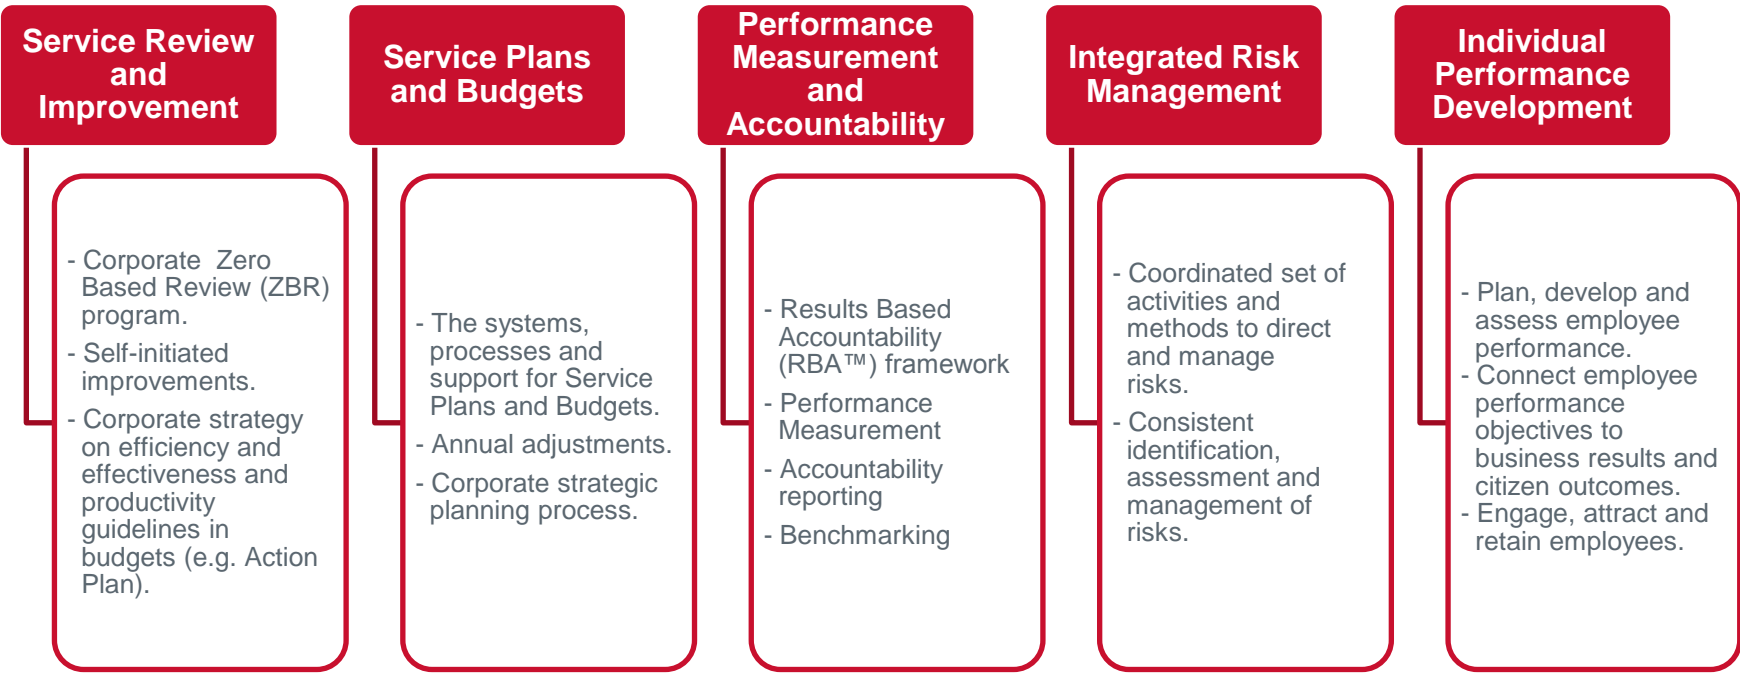 Service Review
and
Improvement
- Corporate  Zero
Based Review (ZBR)
program.
- Self-initiated
improvements.
- Corporate strategy
on efficiency and
effectiveness and
productivity
guidelines in
budgets (e.g. Action
Plan).
Service Plans
and Budgets
- The systems,
processes and
support for Service
Plans and Budgets.
- Annual adjustments.
- Corporate strategic
planning process.
Performance
Measurement
and
Accountability
- Results Based
Accountability
(RBA™) framework
- Performance
Measurement
- Accountability
reporting
- Benchmarking
Integrated Risk
Management
- Coordinated set of
activities and
methods to direct
and manage
risks.
- Consistent
identification,
assessment and
management of
risks.
Individual
Performance
Development
- Plan, develop and
assess employee
performance.
- Connect employee
performance
objectives to
business results and
citizen outcomes.
- Engage, attract and
retain employees.